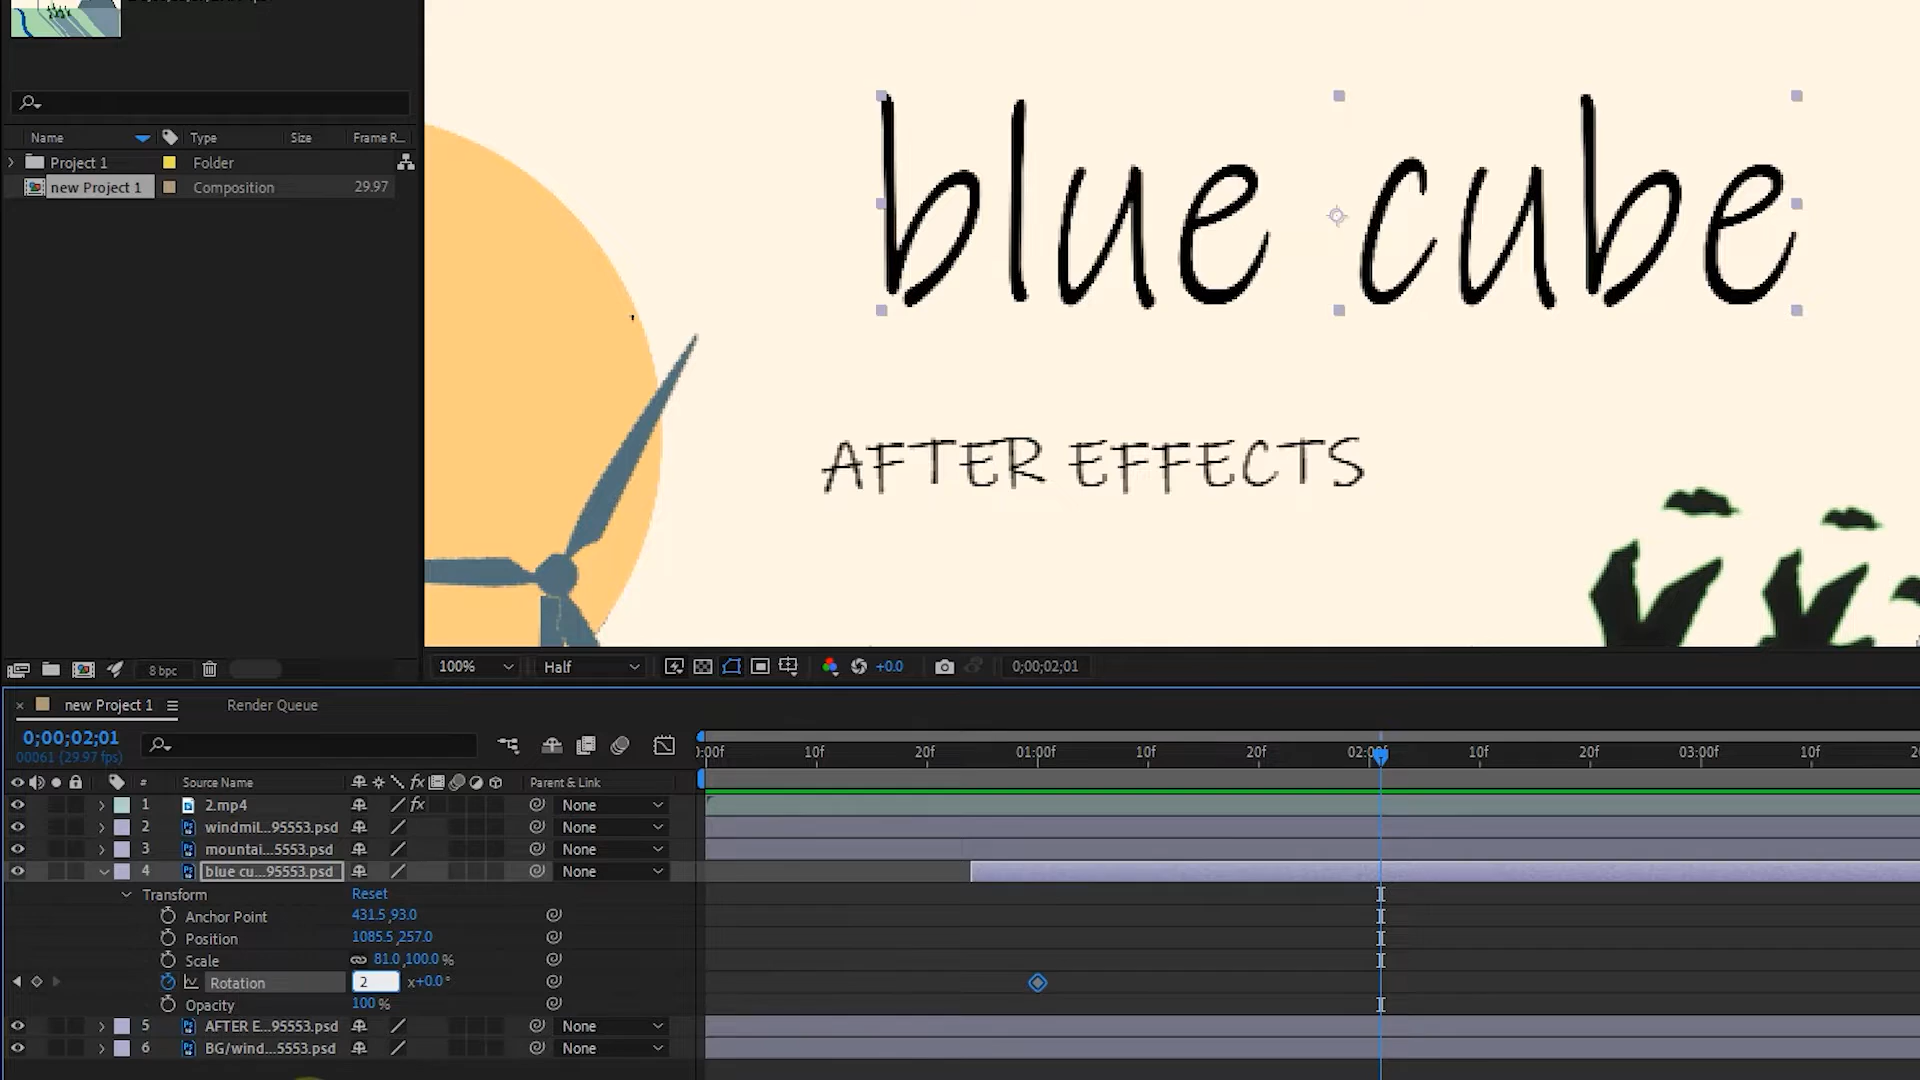 Name Type Size Frame R...
Project 1 Folder
new Project 1 Composition 29.97
blue cube
AFTER EFFECTS
8 bpc
100% Half +0.0 0;00;02;01
new Project 1 Render Queue
0;00;02;01
00061 (29.97 fps)
):00f 10f 20f 01:00f 10f 20f 02:00f 10f 20f 03:00f 10f 2
# Source Name fx Parent & Link
1 2.mp4 fx None
2 windmil...95553.psd None
3 mountai...5553.psd None
4 blue cu...95553.psd None
Transform Reset
Anchor Point 431.5,93.0
Position 1085.5,257.0
Scale 81.0,100.0%
Rotation 2 x+0.0°
Opacity 100%
5 AFTER E...95553.psd None
6 BG/wind...5553.psd None